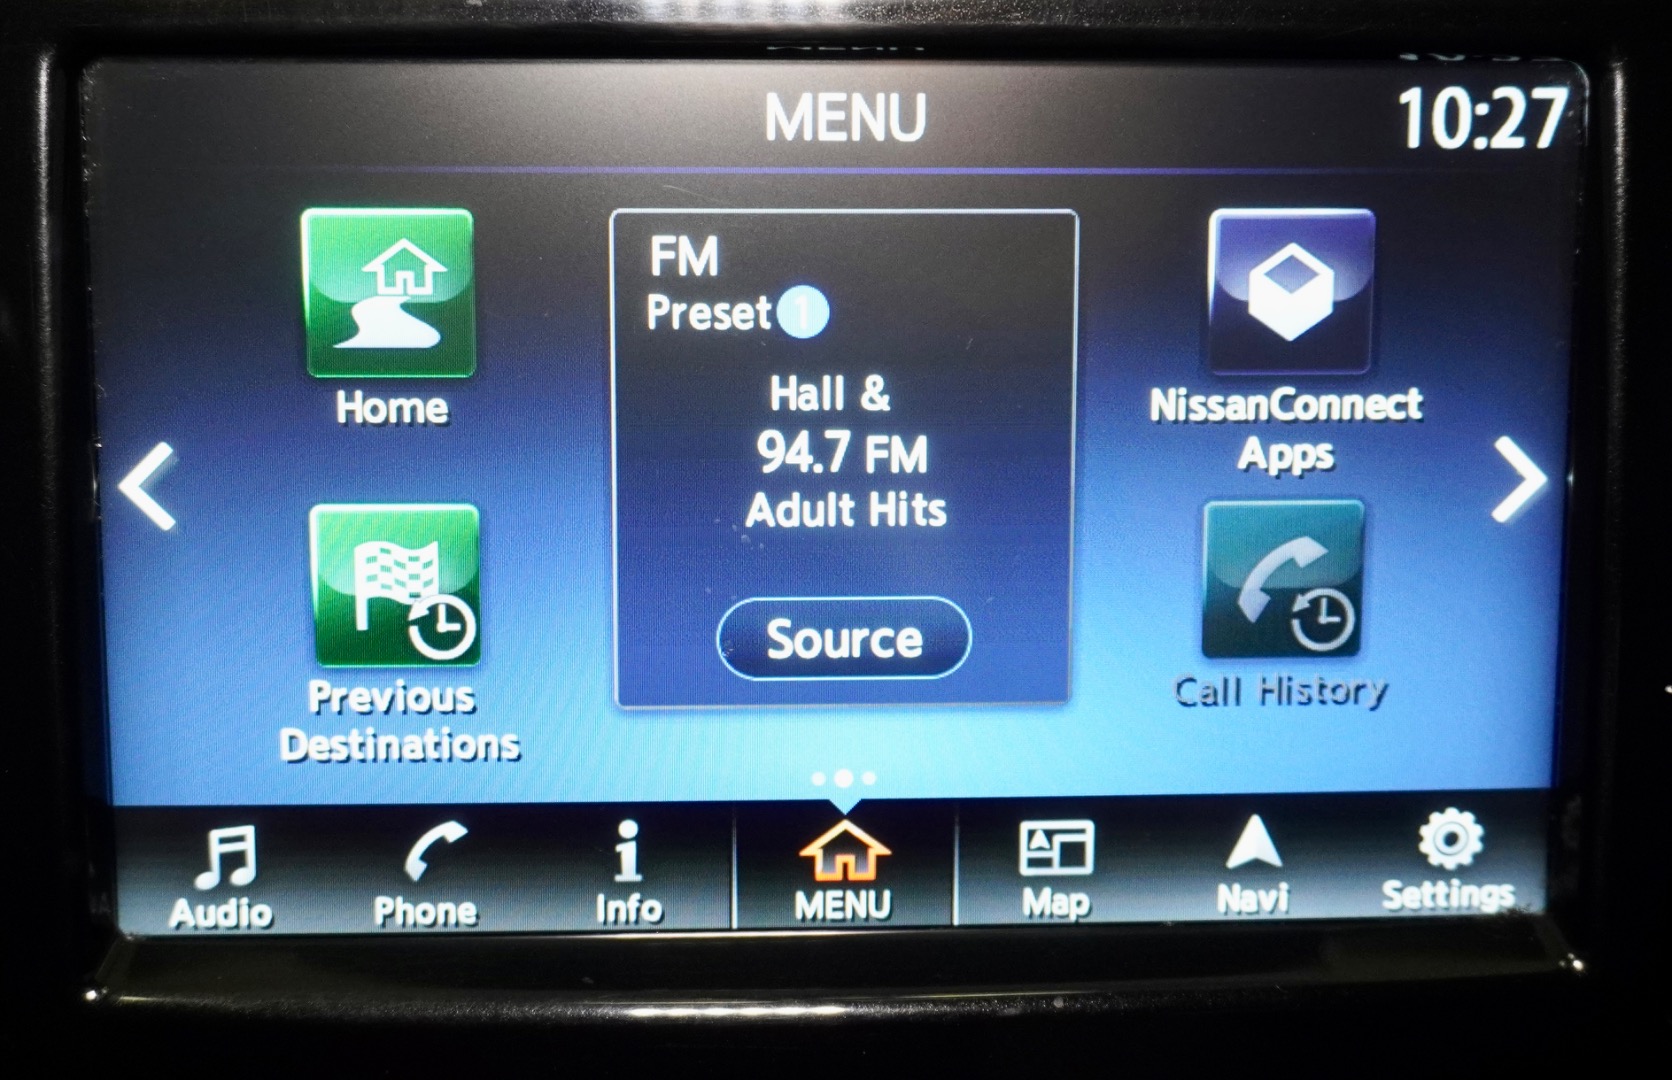 MENU
10:27
Home
FM
Preset 1
Hall &
94.7 FM
Adult Hits
Source
NissanConnect
Apps
Previous
Destinations
Call History
Audio
Phone
Info
MENU
Map
Navi
Settings